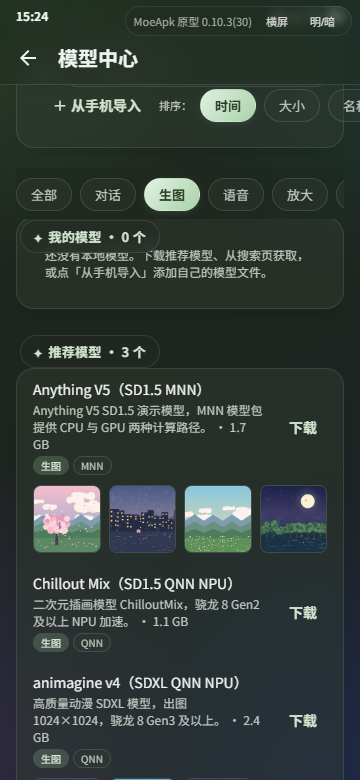 15:24
MoeApk 原型 0.10.3(30) 横屏 明/暗
模型中心
＋ 从手机导入 排序： 时间 大小 名称
全部 对话 生图 语音 放大
✦ 我的模型 · 0 个
还没有本地模型。下载推荐模型、从搜索页获取，
或点「从手机导入」添加自己的模型文件。
✦ 推荐模型 · 3 个
Anything V5（SD1.5 MNN）
Anything V5 SD1.5 演示模型，MNN 模型包
提供 CPU 与 GPU 两种计算路径。 · 1.7
GB
下载
生图 MNN
Chillout Mix（SD1.5 QNN NPU）
二次元插画模型 ChilloutMix，骁龙 8 Gen2
及以上 NPU 加速。 · 1.1 GB
下载
生图 QNN
animagine v4（SDXL QNN NPU）
高质量动漫 SDXL 模型，出图
1024×1024，骁龙 8 Gen3 及以上。 · 2.4
GB
下载
生图 QNN